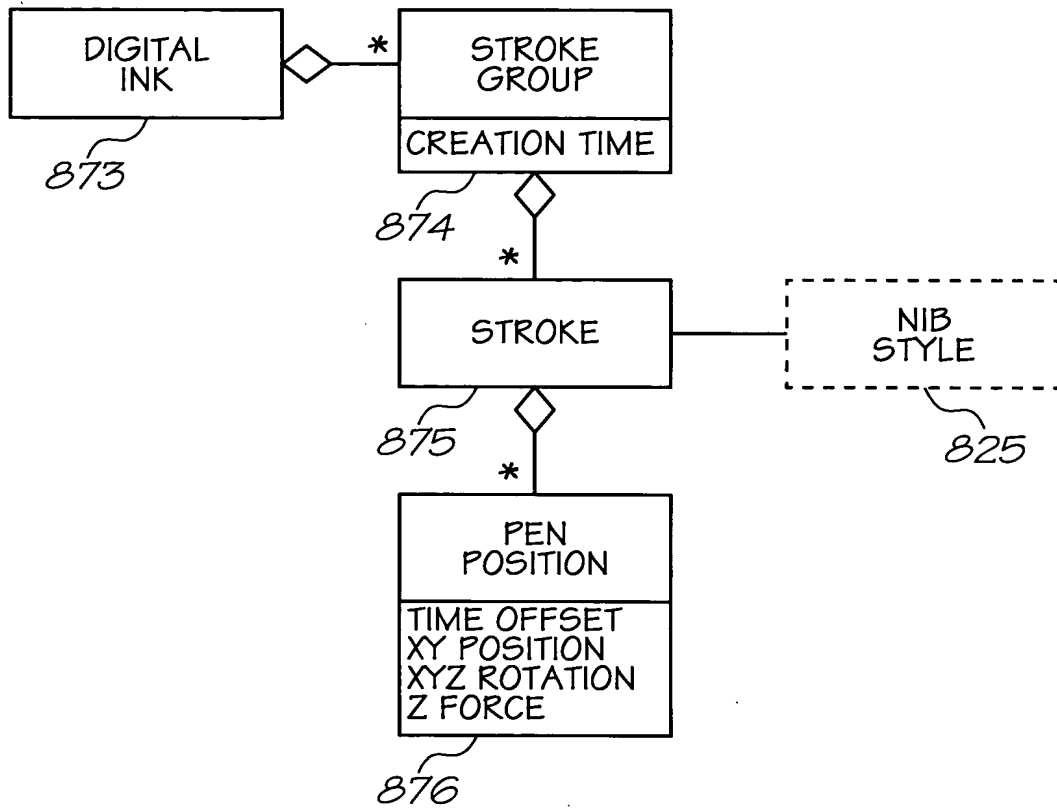 DIGITAL
INK
873
*
STROKE
GROUP
CREATION TIME
874
*
STROKE
875
NIB
STYLE
825
*
PEN
POSITION
TIME OFFSET
XY POSITION
XYZ ROTATION
Z FORCE
876